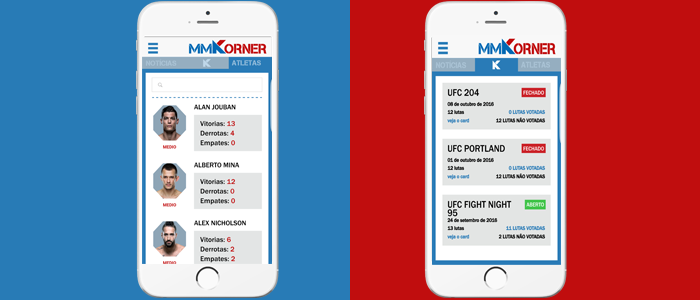 MMKORNER
NOTÍCIAS K ATLETAS
ALAN JOUBAN
Vitorias: 13
Derrotas: 4
Empates: 0
MEDIO
ALBERTO MINA
Vitorias: 12
Derrotas: 0
Empates: 0
MEDIO
ALEX NICHOLSON
Vitorias: 6
Derrotas: 2
Empates: 2
MEDIO
MMKORNER
NOTÍCIAS K ATLETAS
UFC 204 FECHADO
08 de outubro de 2016
12 lutas 0 LUTAS VOTADAS
veja o card 12 LUTAS NÃO VOTADAS
UFC PORTLAND FECHADO
01 de outubro de 2016
12 lutas 0 LUTAS VOTADAS
veja o card 12 LUTAS NÃO VOTADAS
UFC FIGHT NIGHT ABERTO
95
24 de setembro de 2016
13 lutas 11 LUTAS VOTADAS
veja o card 2 LUTAS NÃO VOTADAS